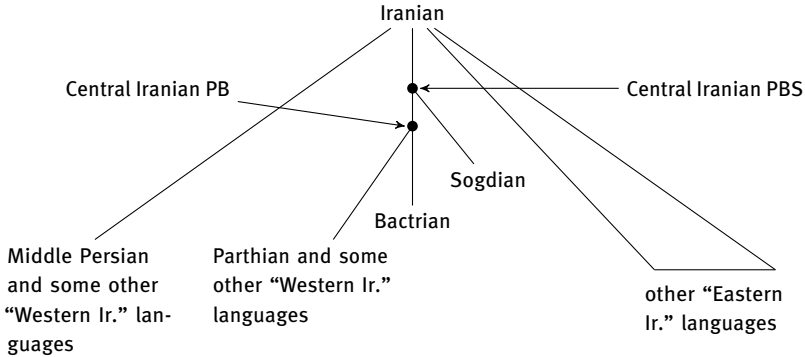 Iranian
Central Iranian PB
Central Iranian PBS
Sogdian
Bactrian
Middle Persian
and some other
“Western Ir.” lan-
guages
Parthian and some
other “Western Ir.”
languages
other “Eastern
Ir.” languages